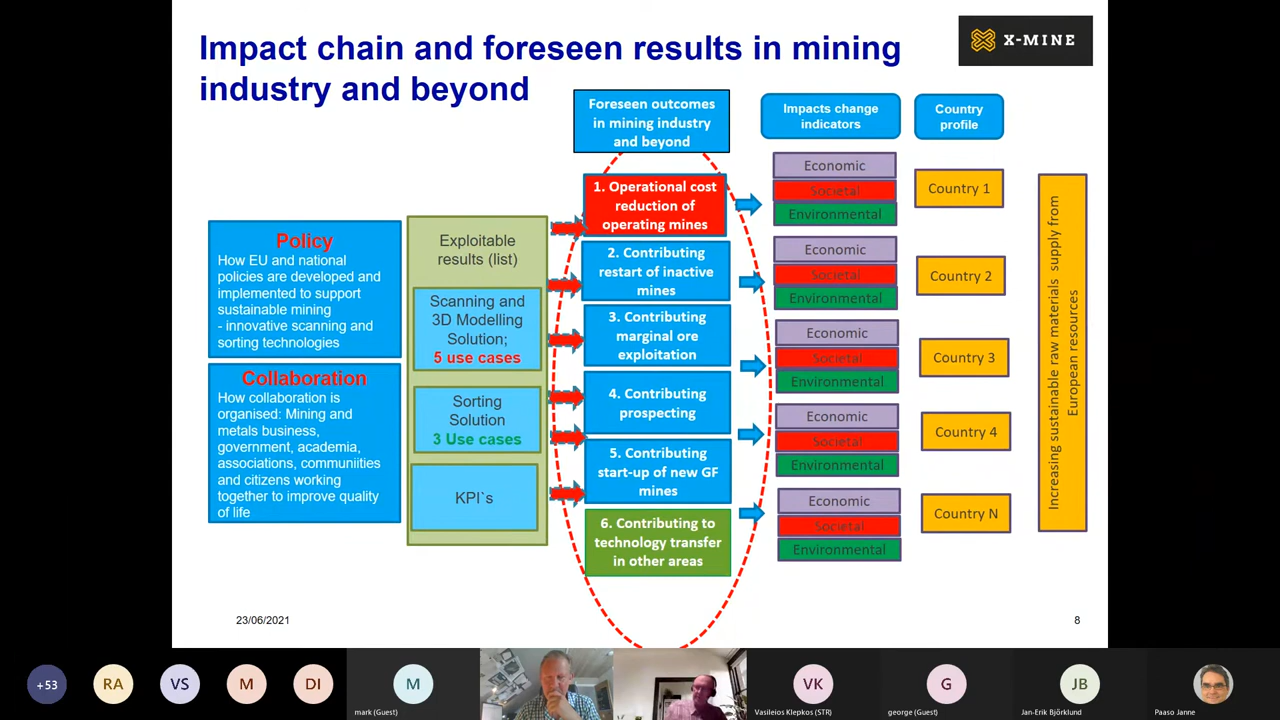 Impact chain and foreseen results in mining
industry and beyond
X-MINE
Foreseen outcomes
in mining industry
and beyond
Impacts change
indicators
Country
profile
Policy
How EU and national
policies are developed and
implemented to support
sustainable mining
- innovative scanning and
sorting technologies
Collaboration
How collaboration is
organised: Mining and
metals business,
government, academia,
associations, communiities
and citizens working
together to improve quality
of life
Exploitable
results (list)
Scanning and
3D Modelling
Solution;
5 use cases
Sorting
Solution
3 Use cases
KPI`s
1. Operational cost
reduction of
operating mines
2. Contributing
restart of inactive
mines
3. Contributing
marginal ore
exploitation
4. Contributing
prospecting
5. Contributing
start-up of new GF
mines
6. Contributing to
technology transfer
in other areas
Economic
Societal
Environmental
Country 1
Economic
Societal
Environmental
Country 2
Economic
Societal
Environmental
Country 3
Economic
Societal
Environmental
Country 4
Economic
Societal
Environmental
Country N
Increasing sustainable raw materials supply from
European resources
23/06/2021
8
+53
RA
VS
M
DI
M
mark (Guest)
VK
Vasileios Klepkos (STR)
G
george (Guest)
JB
Jan-Erik Björklund
Paaso Janne